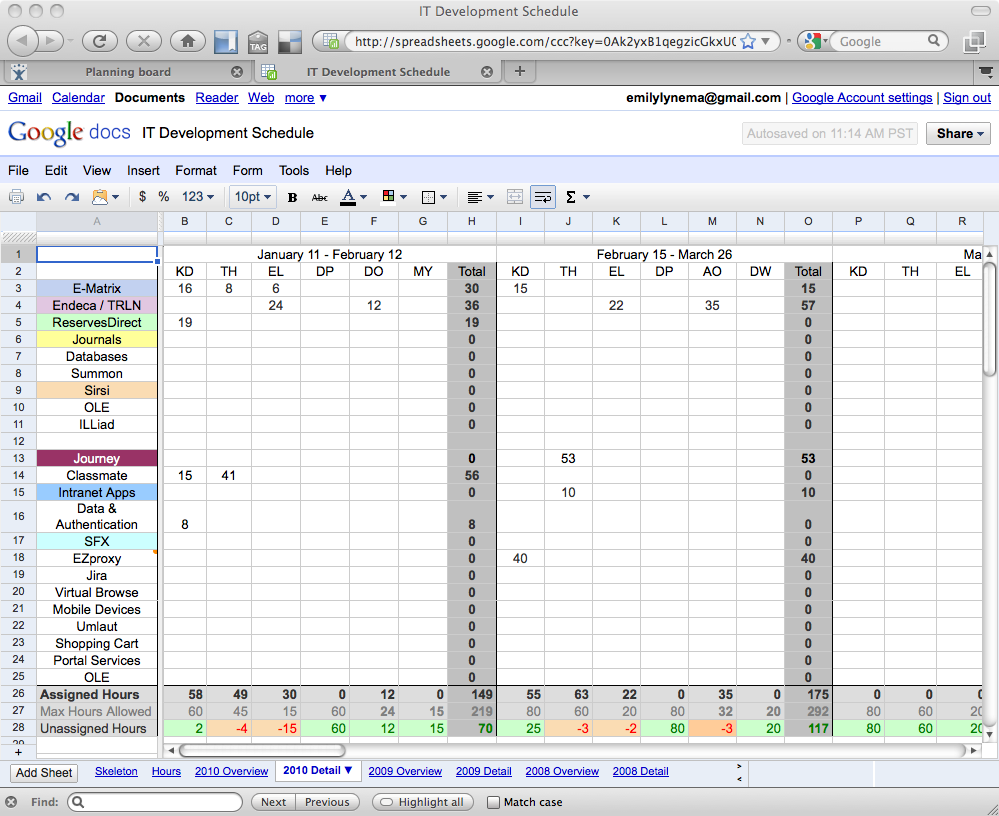 IT Development Schedule
http://spreadsheets.google.com/ccc?key=0Ak2yxB1qegzicGkxU
TAG
Google
Planning board
IT Development Schedule
Gmail Calendar Documents Reader Web more ▼
emilylynema@gmail.com | Google Account settings | Sign out
Google docs IT Development Schedule
Autosaved on 11:14 AM PST
Share
File Edit View Insert Format Form Tools Help
$ % 123 10pt B Abc A Σ
A B C D E F G H I J K L M N O P Q R
1 January 11 - February 12 February 15 - March 26 Ma
2 KD TH EL DP DO MY Total KD TH EL DP AO DW Total KD TH EL
3 E-Matrix 16 8 6 30 15 15
4 Endeca / TRLN 24 12 36 22 35 57
5 ReservesDirect 19 19 0
6 Journals 0 0
7 Databases 0 0
8 Summon 0 0
9 Sirsi 0 0
10 OLE 0 0
11 ILLiad 0 0
12
13 Journey 0 53 53
14 Classmate 15 41 56 0
15 Intranet Apps 0 10 10
16 Data &
Authentication 8 8 0
17 SFX 0 0
18 EZproxy 0 40 40
19 Jira 0 0
20 Virtual Browse 0 0
21 Mobile Devices 0 0
22 Umlaut 0 0
23 Shopping Cart 0 0
24 Portal Services 0 0
25 OLE 0 0
26 Assigned Hours 58 49 30 0 12 0 149 55 63 22 0 35 0 175 0 0 0
27 Max Hours Allowed 60 45 15 60 24 15 219 80 60 20 80 32 20 292 80 60 20
28 Unassigned Hours 2 -4 -15 60 12 15 70 25 -3 -2 80 -3 20 117 80 60 20
Add Sheet Skeleton Hours 2010 Overview 2010 Detail ▼ 2009 Overview 2009 Detail 2008 Overview 2008 Detail
Find: Next Previous Highlight all Match case